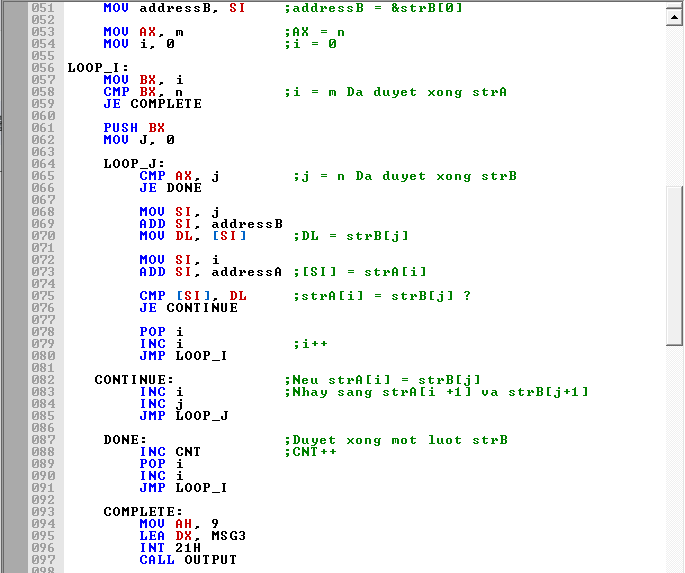 051 MOV addressB, SI ;addressB = &strB[0]
052
053 MOV AX, m ;AX = n
054 MOV i, 0 ;i = 0
055
056 LOOP_I:
057 MOV BX, i
058 CMP BX, n ;i = m Da duyet xong strA
059 JE COMPLETE
060
061 PUSH BX
062 MOV J, 0
063
064 LOOP_J:
065 CMP AX, j ;j = n Da duyet xong strB
066 JE DONE
067
068 MOV SI, j
069 ADD SI, addressB
070 MOV DL, [SI] ;DL = strB[j]
071
072 MOV SI, i
073 ADD SI, addressA ;[SI] = strA[i]
074
075 CMP [SI], DL ;strA[i] = strB[j] ?
076 JE CONTINUE
077
078 POP i
079 INC i ;i++
080 JMP LOOP_I
081
082 CONTINUE: ;Neu strA[i] = strB[j]
083 INC i ;Nhay sang strA[i +1] va strB[j+1]
084 INC j
085 JMP LOOP_J
086
087 DONE: ;Duyet xong mot luot strB
088 INC CNT ;CNT++
089 POP i
090 INC i
091 JMP LOOP_I
092
093 COMPLETE:
094 MOV AH, 9
095 LEA DX, MSG3
096 INT 21H
097 CALL OUTPUT
098